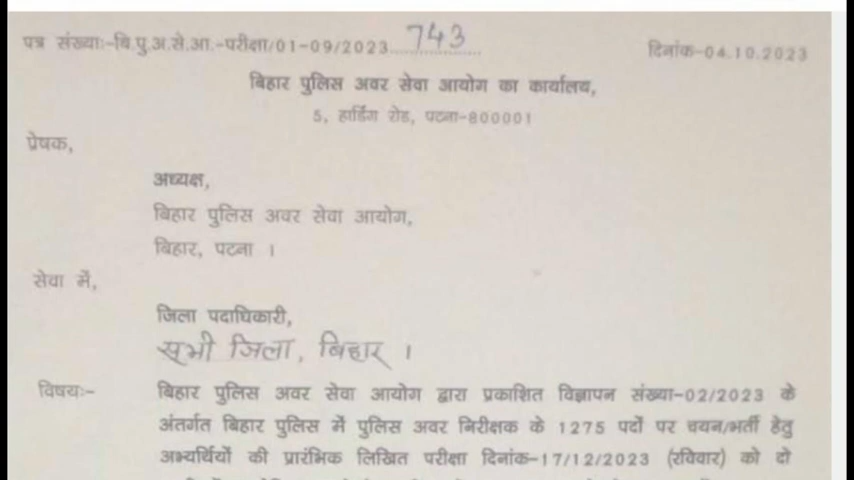 पत्र संख्याः-बि.पु.अ.से.आ.-परीक्षा/01-09/2023 743 दिनांक-04.10.2023
बिहार पुलिस अवर सेवा आयोग का कार्यालय,
5, हार्डिंग रोड, पटना-800001
प्रेषक,
अध्यक्ष,
बिहार पुलिस अवर सेवा आयोग,
बिहार, पटना ।
सेवा में,
जिला पदाधिकारी,
सभी जिला, बिहार ।
विषयः- बिहार पुलिस अवर सेवा आयोग द्वारा प्रकाशित विज्ञापन संख्या-02/2023 के
अंतर्गत बिहार पुलिस में पुलिस अवर निरीक्षक के 1275 पदों पर चयन/भर्ती हेतु
अभ्यर्थियों की प्रारंभिक लिखित परीक्षा दिनांक-17/12/2023 (रविवार) को दो